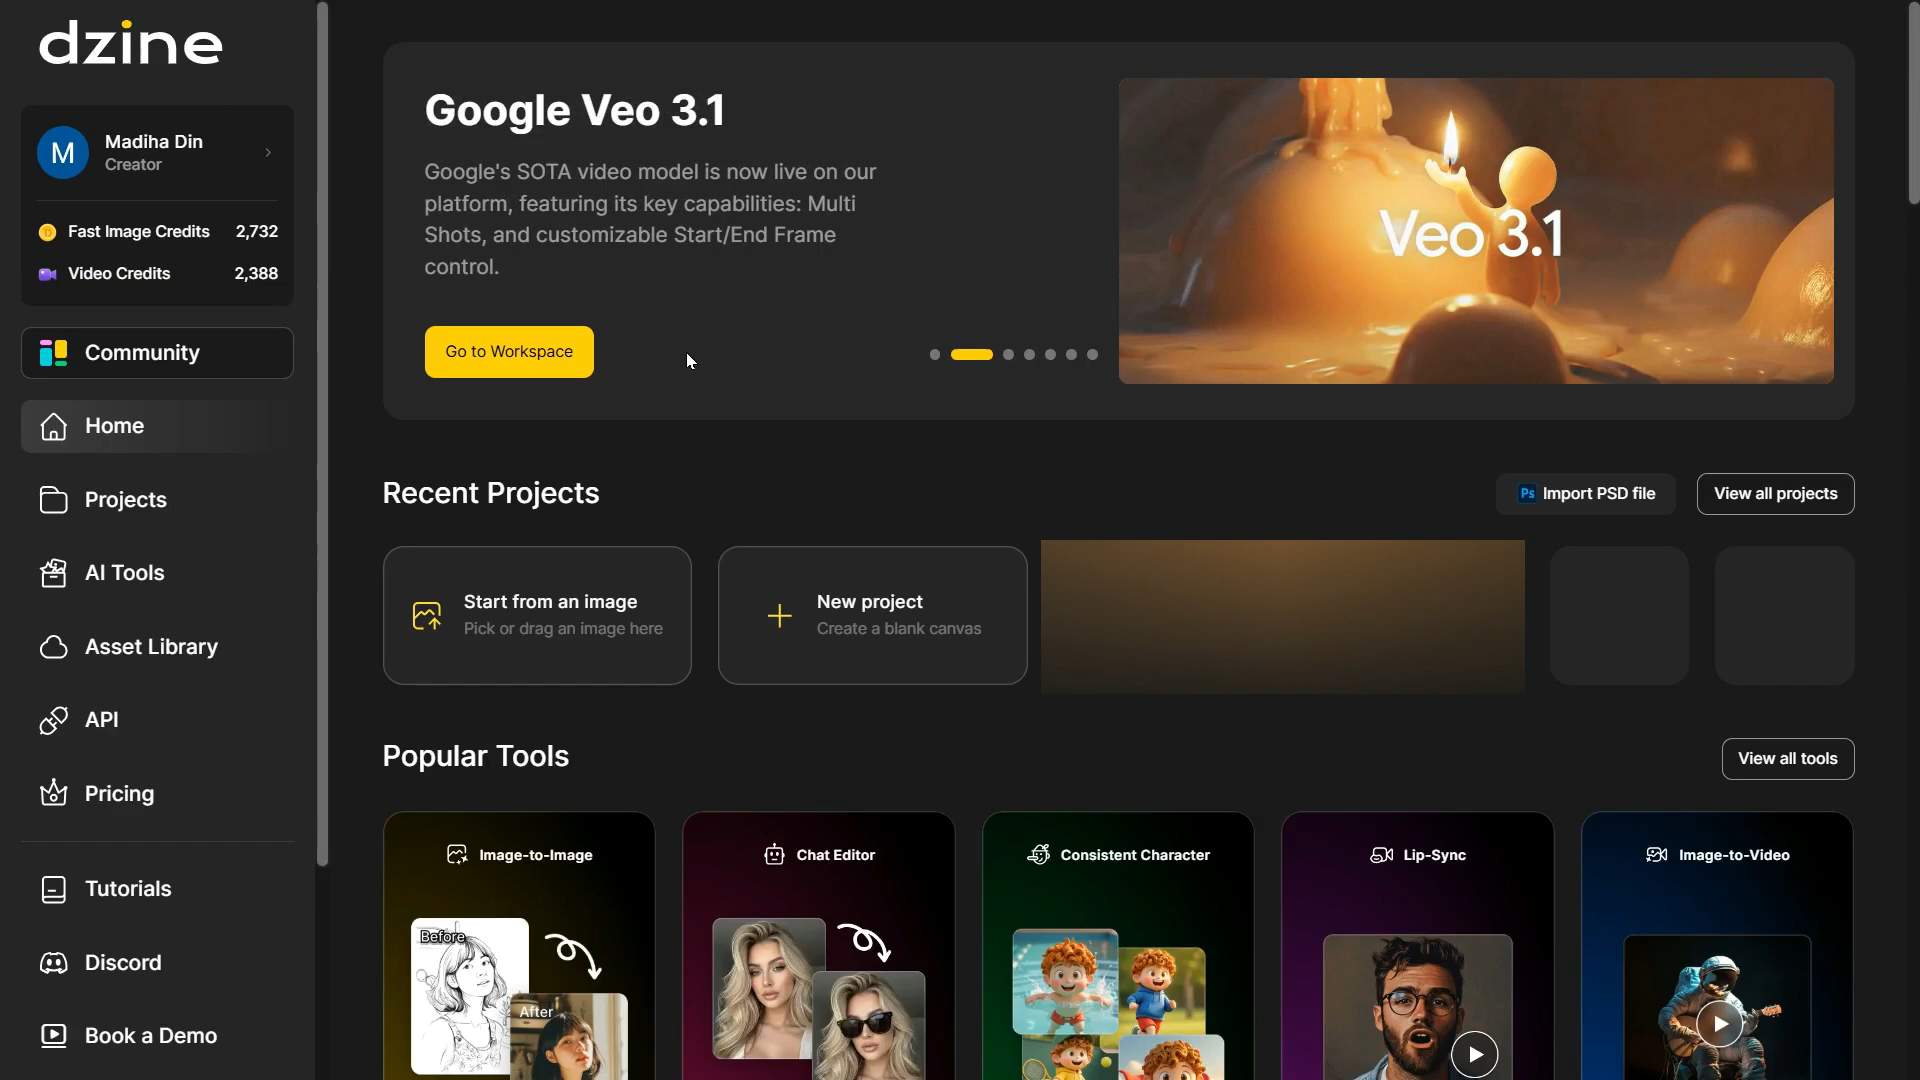 dzine
M
Madiha Din
Creator
Fast Image Credits 2,732
Video Credits 2,388
Community
Home
Projects
AI Tools
Asset Library
API
Pricing
Tutorials
Discord
Book a Demo
Google Veo 3.1
Google's SOTA video model is now live on our
platform, featuring its key capabilities: Multi
Shots, and customizable Start/End Frame
control.
Go to Workspace
Veo 3.1
Recent Projects
Ps Import PSD file
View all projects
Start from an image
Pick or drag an image here
New project
Create a blank canvas
Popular Tools
View all tools
Image-to-Image
Before
After
Chat Editor
Consistent Character
Lip-Sync
Image-to-Video